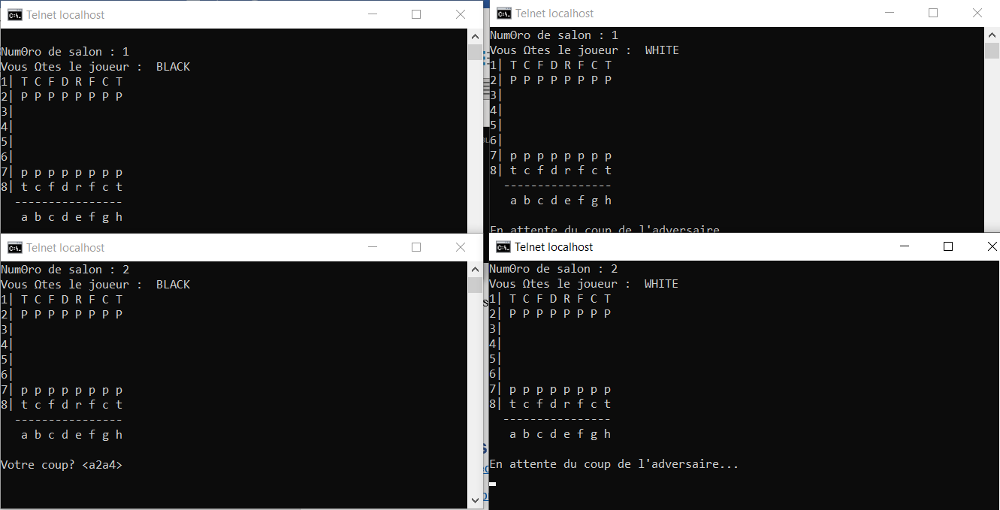 Telnet localhost
NumΘro de salon : 1
Vous Ωtes le joueur :  BLACK
1| T C F D R F C T
2| P P P P P P P P
3|
4|
5|
6|
7| p p p p p p p p
8| t c f d r f c t
----------------
a b c d e f g h
Telnet localhost
NumΘro de salon : 1
Vous Ωtes le joueur :  WHITE
1| T C F D R F C T
2| P P P P P P P P
3|
4|
5|
6|
7| p p p p p p p p
8| t c f d r f c t
----------------
a b c d e f g h
En attente du coup de l'adversaire
Telnet localhost
NumΘro de salon : 2
Vous Ωtes le joueur :  BLACK
1| T C F D R F C T
2| P P P P P P P P
3|
4|
5|
6|
7| p p p p p p p p
8| t c f d r f c t
----------------
a b c d e f g h
Votre coup? <a2a4>
Telnet localhost
NumΘro de salon : 2
Vous Ωtes le joueur :  WHITE
1| T C F D R F C T
2| P P P P P P P P
3|
4|
5|
6|
7| p p p p p p p p
8| t c f d r f c t
----------------
a b c d e f g h
En attente du coup de l'adversaire...